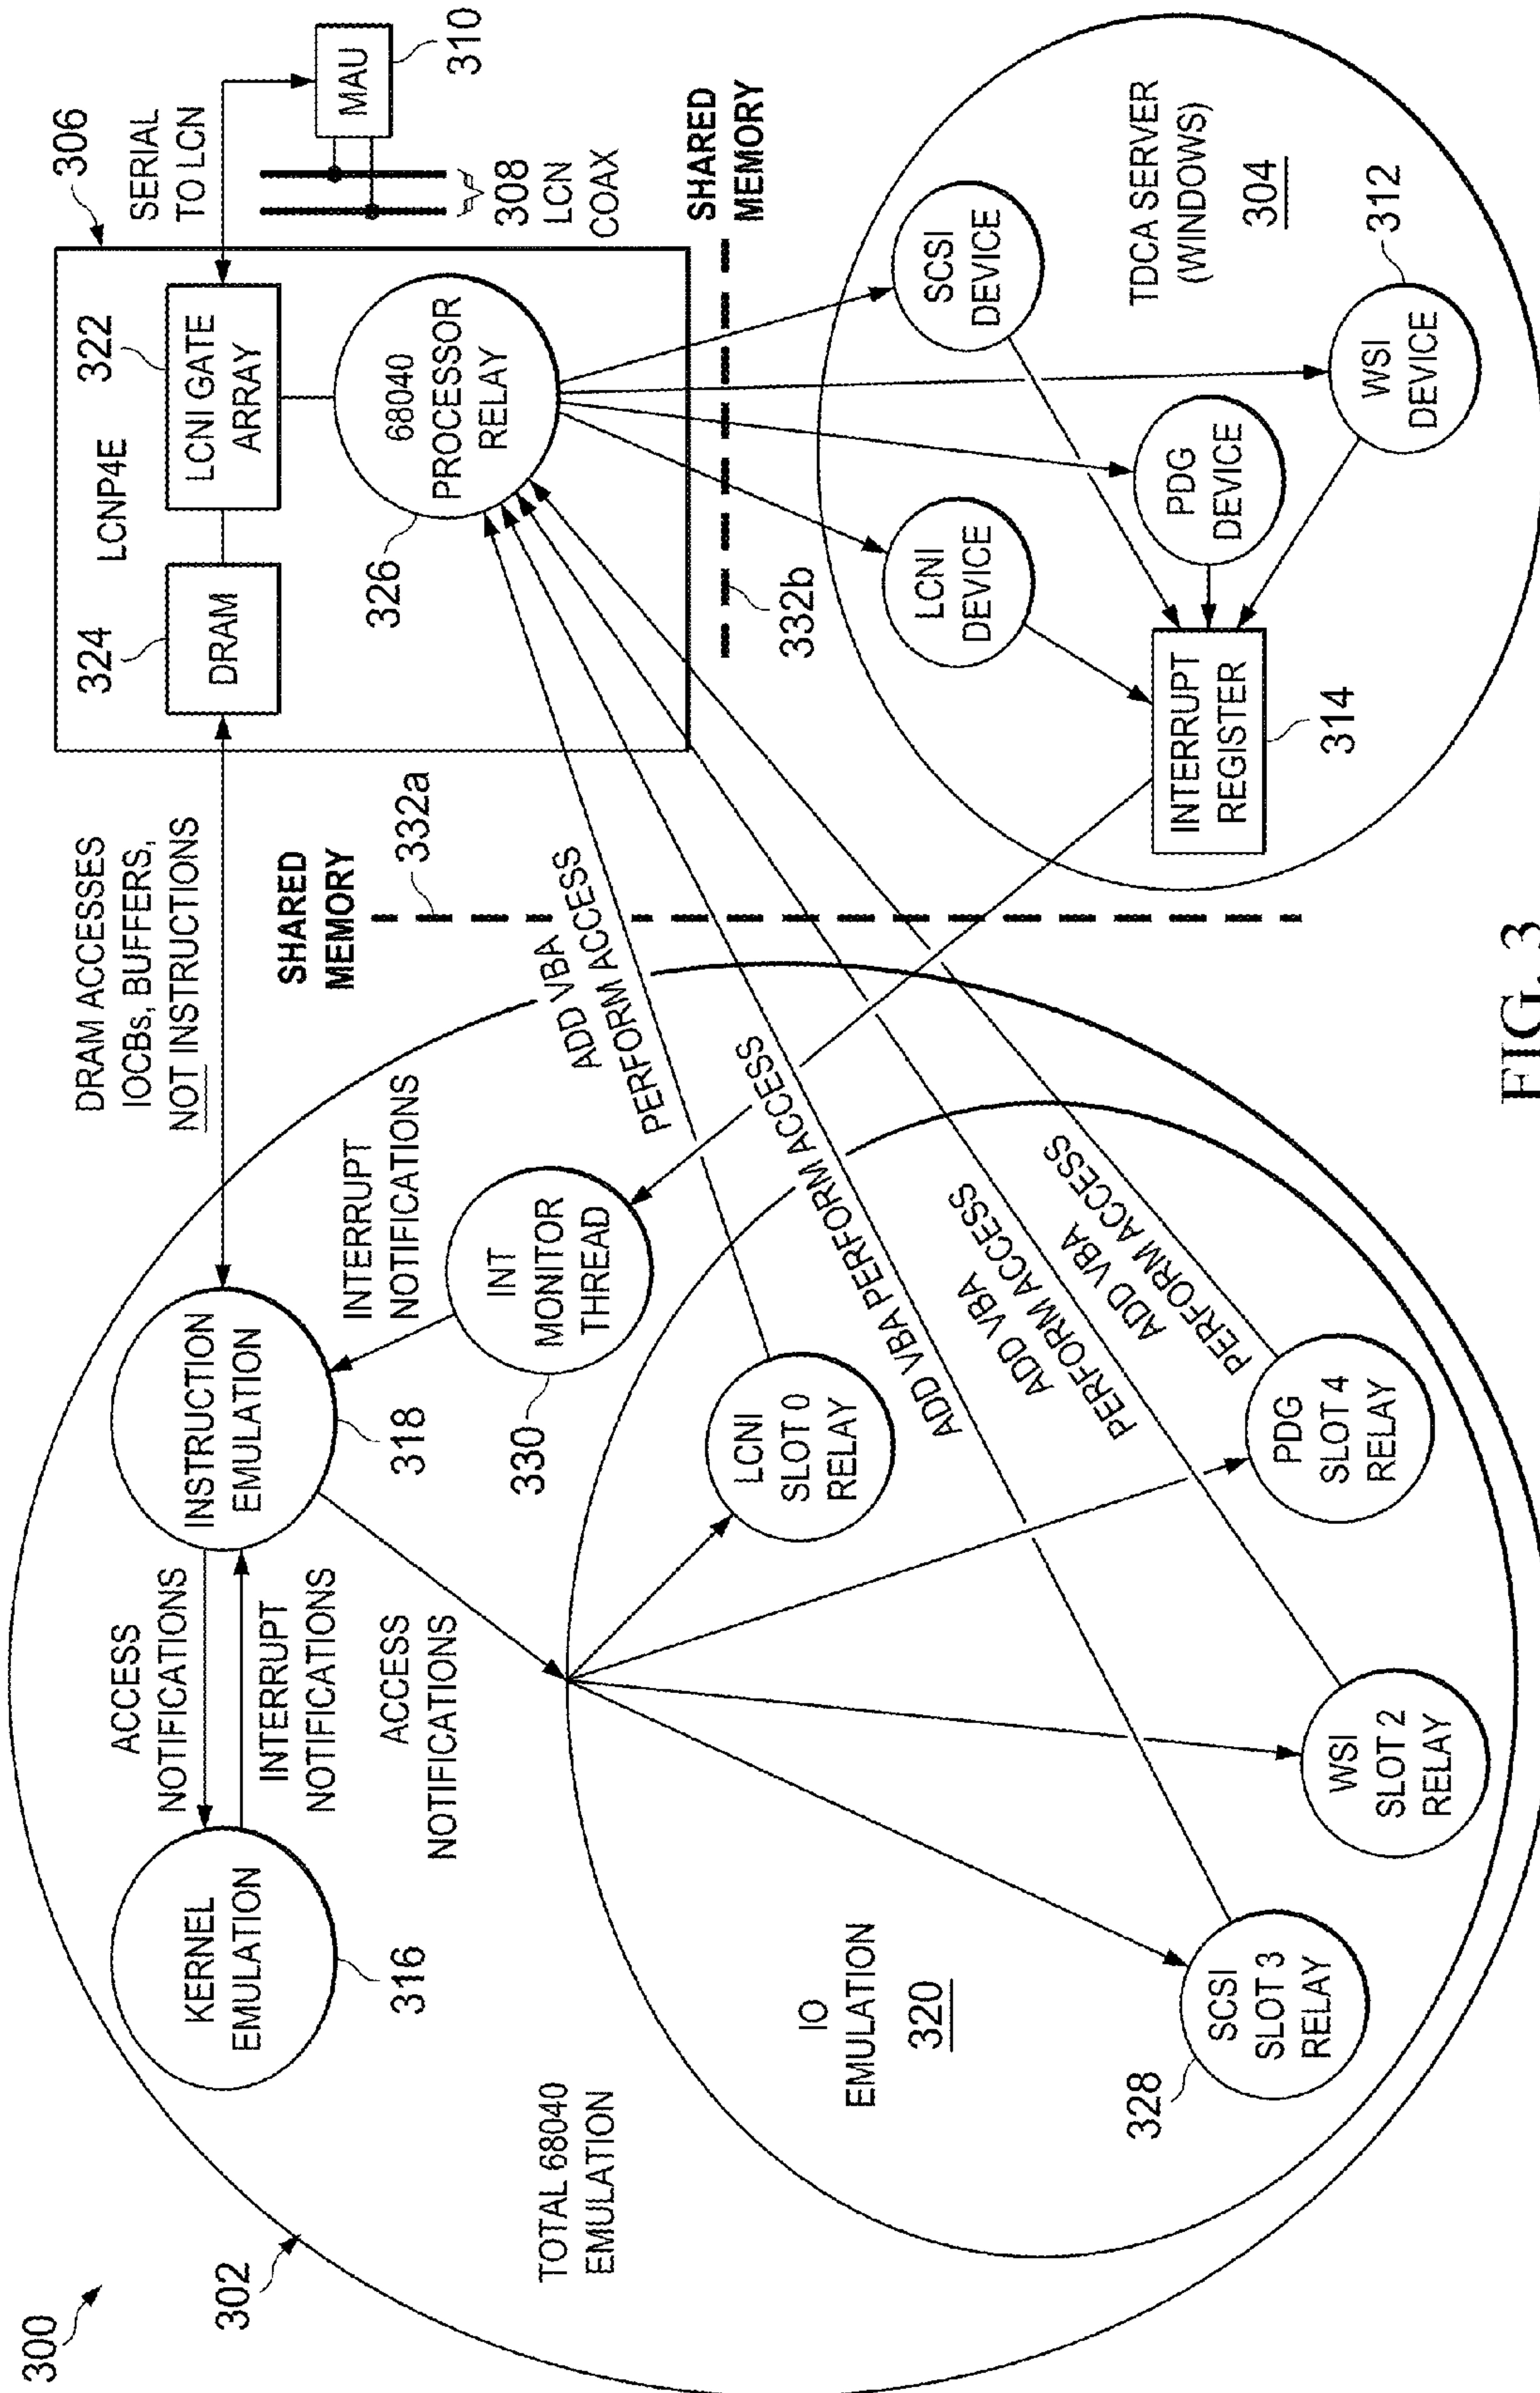 300
302
TOTAL 68040
EMULATION
KERNEL
EMULATION
316
ACCESS
NOTIFICATIONS
INTERRUPT
NOTIFICATIONS
ACCESS
NOTIFICATIONS
INSTRUCTION
EMULATION
318
INTERRUPT
NOTIFICATIONS
INT
MONITOR
THREAD
330
IO
EMULATION
320
LCNI
SLOT 0
RELAY
SCSI
SLOT 3
RELAY
328
WSI
SLOT 2
RELAY
PDG
SLOT 4
RELAY
ADD VBA
PERFORM ACCESS
ADD VBA PERFORM ACCESS
ADD VBA
PERFORM ACCESS
ADD VBA
PERFORM ACCESS
DRAM ACCESSES
IOCBs, BUFFERS,
NOT INSTRUCTIONS
SHARED
MEMORY
332a
324
DRAM
LCNP4E
322
LCNI GATE
ARRAY
326
68040
PROCESSOR
RELAY
306
SERIAL
TO LCN
MAU
310
308
LCN
COAX
SHARED
MEMORY
332b
LCNI
DEVICE
SCSI
DEVICE
PDG
DEVICE
WSI
DEVICE
312
TDCA SERVER
(WINDOWS)
304
INTERRUPT
REGISTER
314
FIG. 3